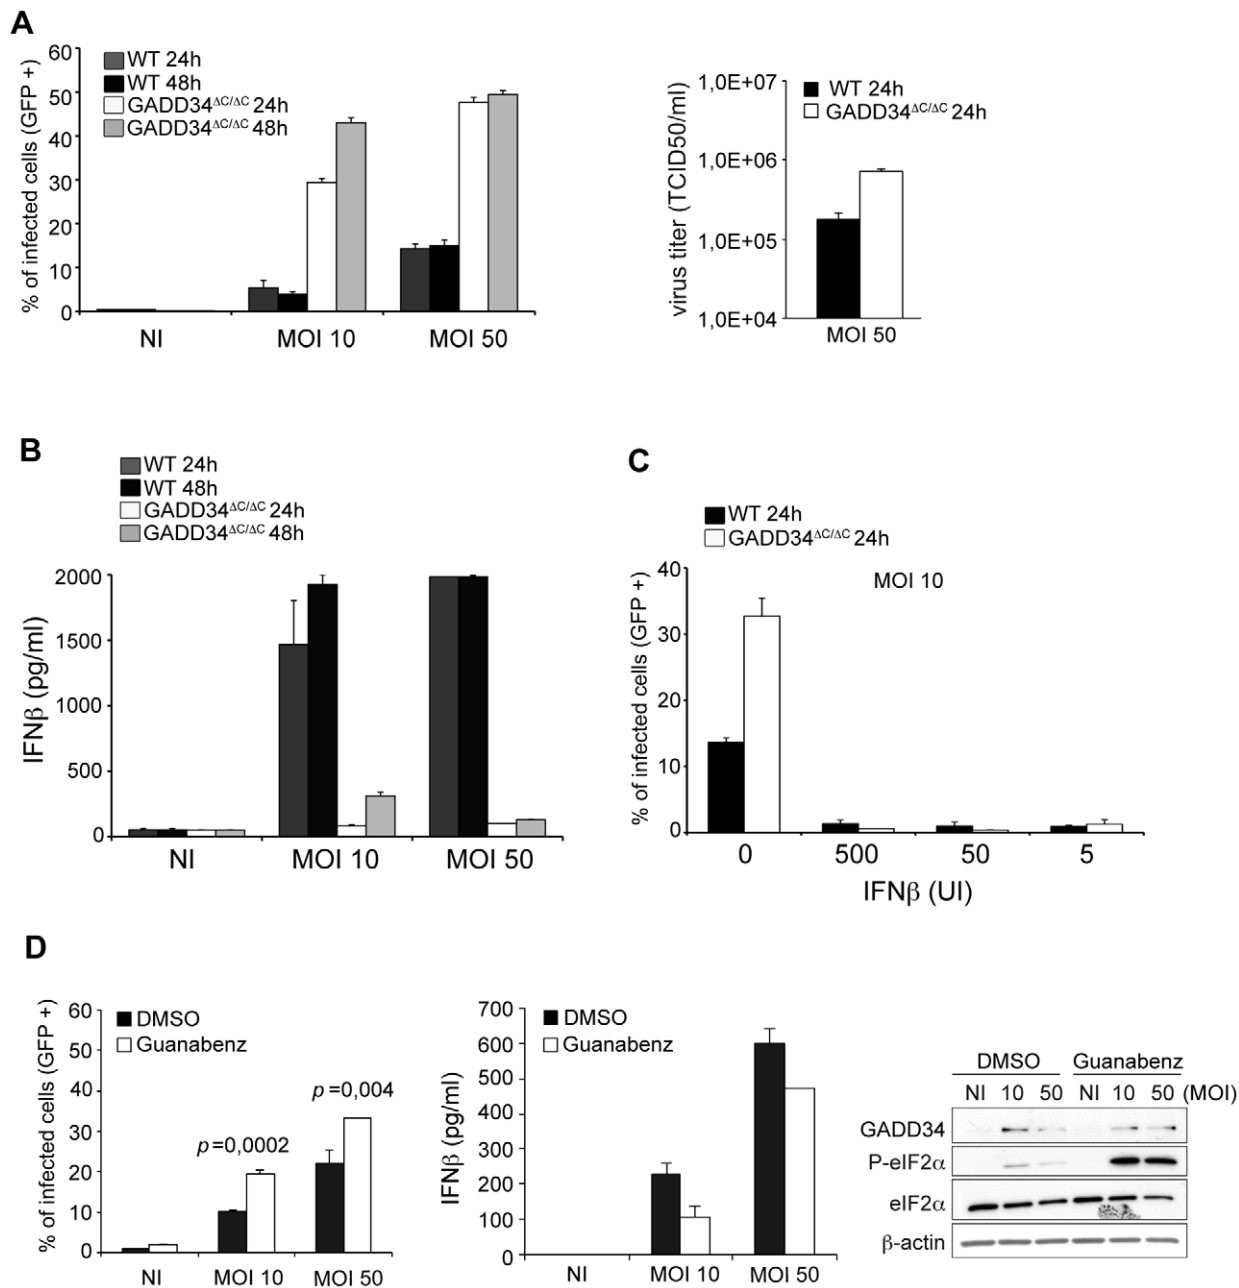 A
60
50
40
30
20
10
0
% of infected cells (GFP +)
WT 24h
WT 48h
GADD34ΔC/ΔC 24h
GADD34ΔC/ΔC 48h
NI MOI 10 MOI 50
1,0E+07
1,0E+06
1,0E+05
1,0E+04
virus titer (TCID50/ml)
WT 24h
GADD34ΔC/ΔC 24h
MOI 50
B
WT 24h
WT 48h
GADD34ΔC/ΔC 24h
GADD34ΔC/ΔC 48h
2000
1500
1000
500
0
IFNβ (pg/ml)
NI MOI 10 MOI 50
C
WT 24h
GADD34ΔC/ΔC 24h
MOI 10
40
30
20
10
0
% of infected cells (GFP +)
0 500 50 5
IFNβ (UI)
D
60
50
40
30
20
10
0
% of infected cells (GFP +)
DMSO
Guanabenz
p=0,004
p=0,0002
NI MOI 10 MOI 50
700
600
500
400
300
200
100
0
IFNβ (pg/ml)
DMSO
Guanabenz
NI MOI 10 MOI 50
DMSO Guanabenz
NI 10 50 NI 10 50 (MOI)
GADD34
P-eIF2α
eIF2α
β-actin